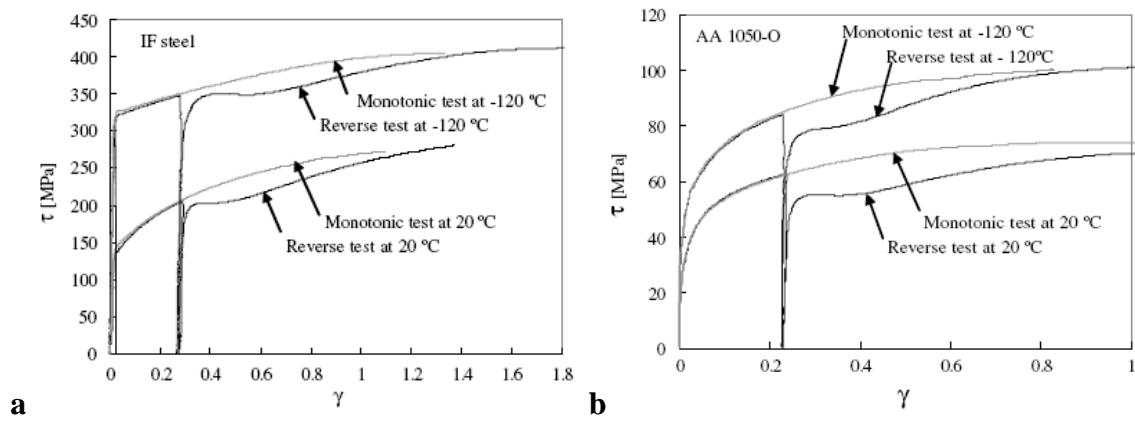 450
400
350
300
250
200
150
100
50
0
τ [MPa]
IF steel
Monotonic test at -120 ºC
Reverse test at -120 ºC
Monotonic test at 20 ºC
Reverse test at 20 ºC
0 0.2 0.4 0.6 0.8 1 1.2 1.4 1.6 1.8
γ
a
120
100
80
60
40
20
0
τ [MPa]
AA 1050-O
Monotonic test at -120 ºC
Reverse test at - 120ºC
Monotonic test at 20 ºC
Reverse test at 20 ºC
0 0.2 0.4 0.6 0.8 1
γ
b